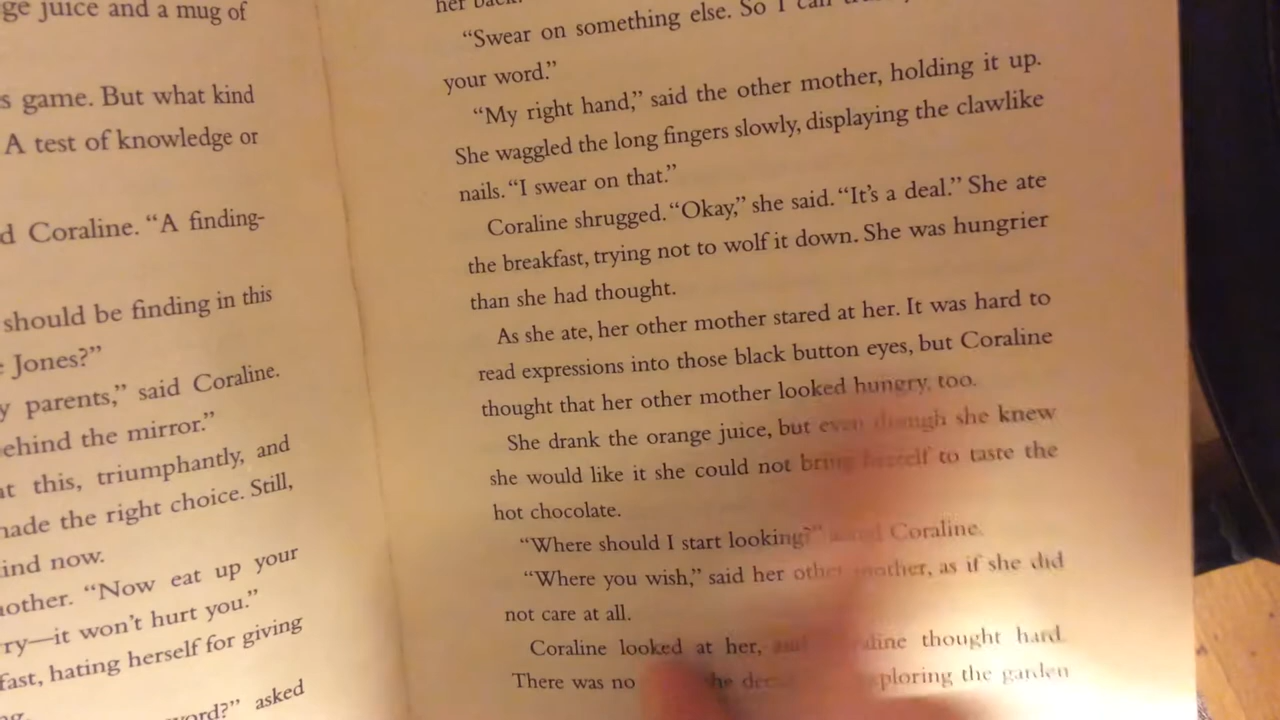 ge juice and a mug of
s game. But what kind
A test of knowledge or
d Coraline. “A finding-
should be finding in this
Jones?”
y parents,” said Coraline.
ehind the mirror.”
at this, triumphantly, and
made the right choice. Still,
ind now.
nother. “Now eat up your
ry—it won’t hurt you.”
fast, hating herself for giving
word?” asked
her back.
“Swear on something else. So I can
your word.”
“My right hand,” said the other mother, holding it up.
She waggled the long fingers slowly, displaying the clawlike
nails. “I swear on that.”
Coraline shrugged. “Okay,” she said. “It’s a deal.” She ate
the breakfast, trying not to wolf it down. She was hungrier
than she had thought.
As she ate, her other mother stared at her. It was hard to
read expressions into those black button eyes, but Coraline
thought that her other mother looked hungry, too.
She drank the orange juice, but even though she knew
she would like it she could not bring herself to taste the
hot chocolate.
“Where should I start looking?” asked Coraline.
“Where you wish,” said her other mother, as if she did
not care at all.
Coraline looked at her, and Coraline thought hard.
There was no exploring the garden